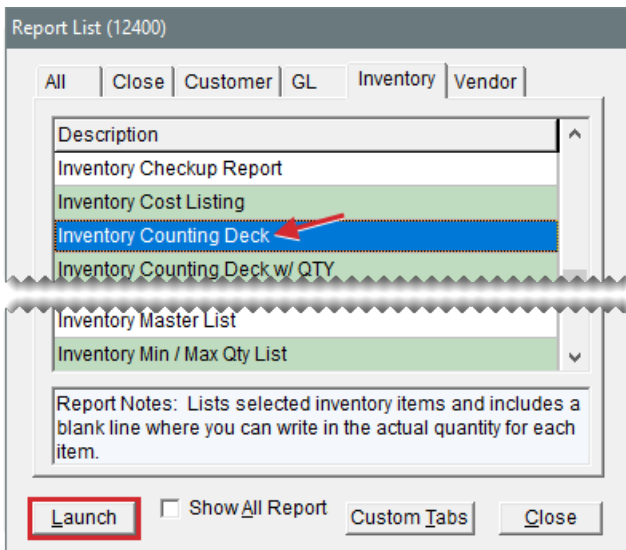 Report List (12400)
All Close Customer GL Inventory Vendor
Description
Inventory Checkup Report
Inventory Cost Listing
Inventory Counting Deck
Inventory Counting Deck w/ QTY
Inventory Master List
Inventory Min / Max Qty List
Report Notes: Lists selected inventory items and includes a
blank line where you can write in the actual quantity for each
item.
Launch Show All Report Custom Tabs Close